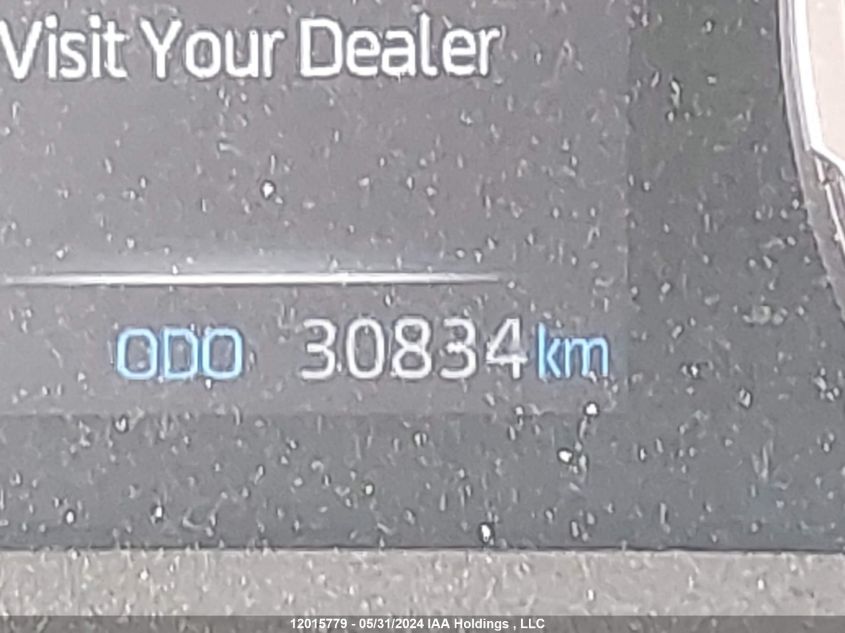 Visit Your Dealer
ODO 30834 km
12015779 - 05/31/2024 IAA Holdings , LLC